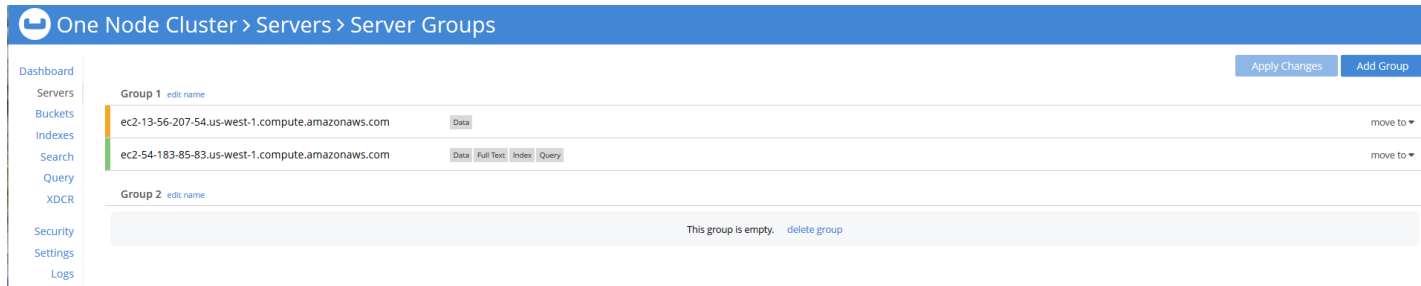 One Node Cluster > Servers > Server Groups
Apply Changes Add Group
Dashboard
Servers
Buckets
Indexes
Search
Query
XDCR
Security
Settings
Logs
Group 1 edit name
ec2-13-56-207-54.us-west-1.compute.amazonaws.com Data move to
ec2-54-183-85-83.us-west-1.compute.amazonaws.com Data Full Text Index Query move to
Group 2 edit name
This group is empty. delete group